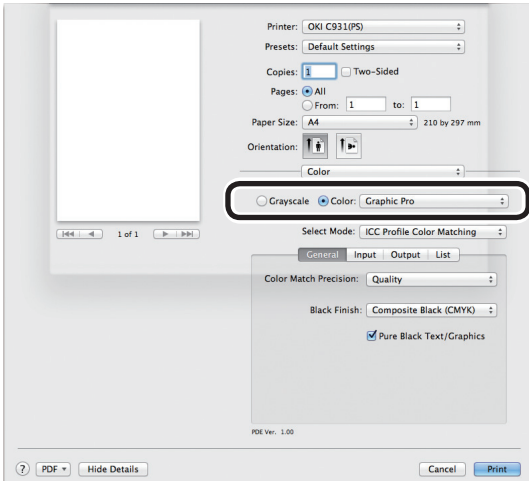 Printer: OKI C931(PS)
Presets: Default Settings
Copies: 1 Two-Sided
Pages: All
From: 1 to: 1
Paper Size: A4 210 by 297 mm
Orientation:
Color
Grayscale Color: Graphic Pro
1 of 1
Select Mode: ICC Profile Color Matching
General Input Output List
Color Match Precision: Quality
Black Finish: Composite Black (CMYK)
Pure Black Text/Graphics
PDE Ver. 1.00
? PDF Hide Details Cancel Print